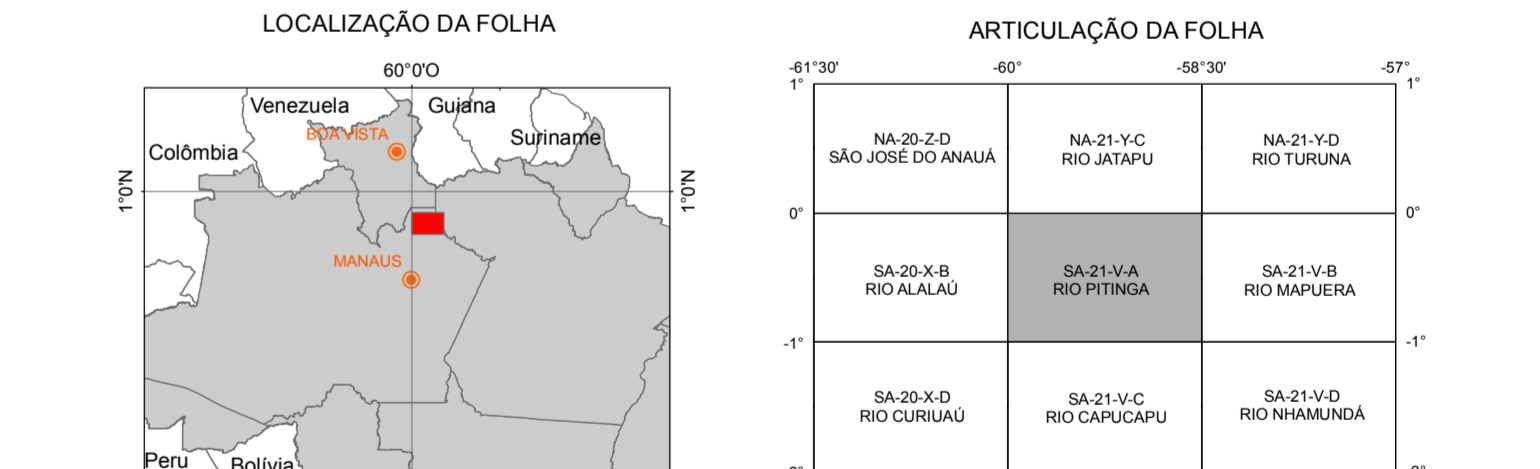 LOCALIZAÇÃO DA FOLHA
60°0'O
Venezuela
Guiana
BOA VISTA
Suriname
Colômbia
1°0'N
1°0'N
MANAUS
Peru
Bolívia
ARTICULAÇÃO DA FOLHA
-61°30'
-60°
-58°30'
-57°
1°
1°
NA-20-Z-D
SÃO JOSÉ DO ANAUÁ
NA-21-Y-C
RIO JATAPU
NA-21-Y-D
RIO TURUNA
0°
0°
SA-20-X-B
RIO ALALAÚ
SA-21-V-A
RIO PITINGA
SA-21-V-B
RIO MAPUERA
-1°
-1°
SA-20-X-D
RIO CURIUAÚ
SA-21-V-C
RIO CAPUCAPU
SA-21-V-D
RIO NHAMUNDÁ